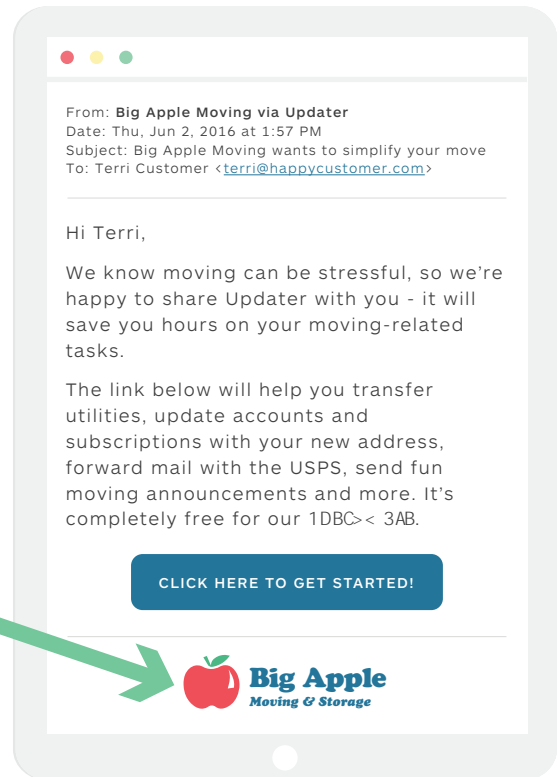 From: Big Apple Moving via Updater
Date: Thu, Jun 2, 2016 at 1:57 PM
Subject: Big Apple Moving wants to simplify your move
To: Terri Customer <terri@happycustomer.com>
Hi Terri,
We know moving can be stressful, so we’re
happy to share Updater with you - it will
save you hours on your moving-related
tasks.
The link below will help you transfer
utilities, update accounts and
subscriptions with your new address,
forward mail with the USPS, send fun
moving announcements and more. It’s
completely free for our 1DBC>< 3AB.
CLICK HERE TO GET STARTED!
Big Apple
Moving & Storage